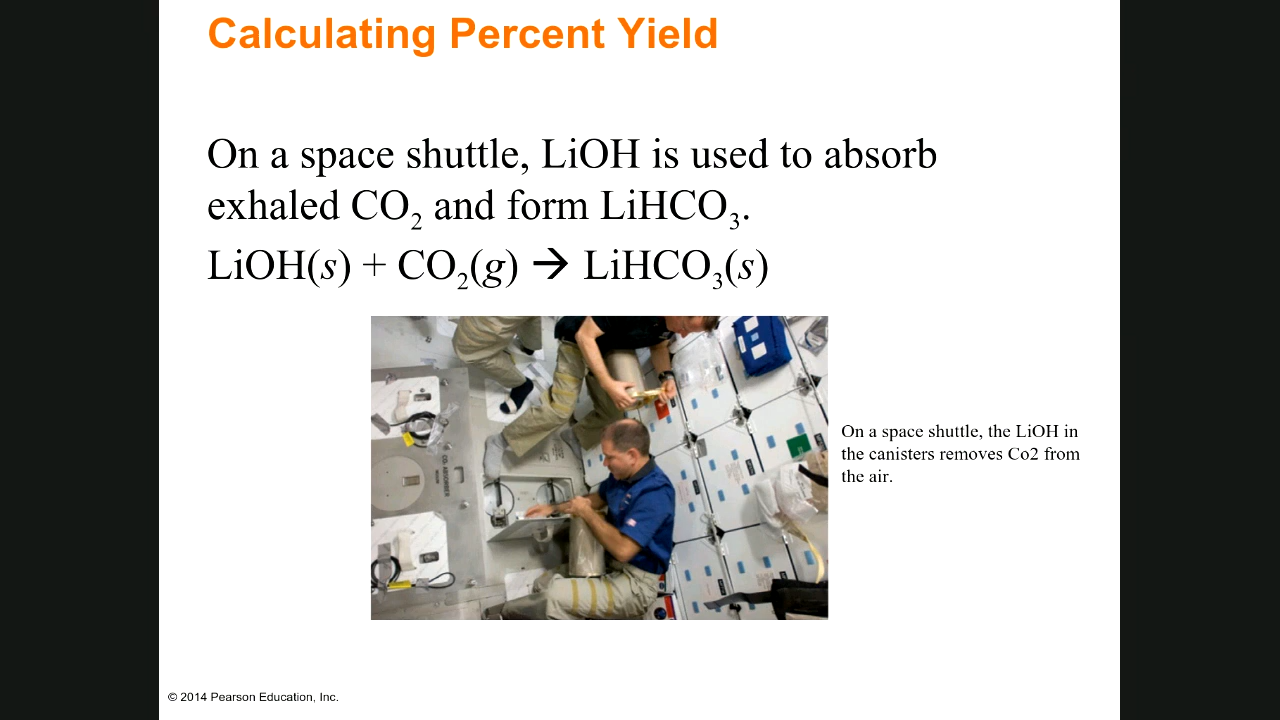 Calculating Percent Yield
On a space shuttle, LiOH is used to absorb
exhaled CO₂ and form LiHCO₃.
LiOH(s) + CO₂(g) → LiHCO₃(s)
On a space shuttle, the LiOH in
the canisters removes Co2 from
the air.
© 2014 Pearson Education, Inc.